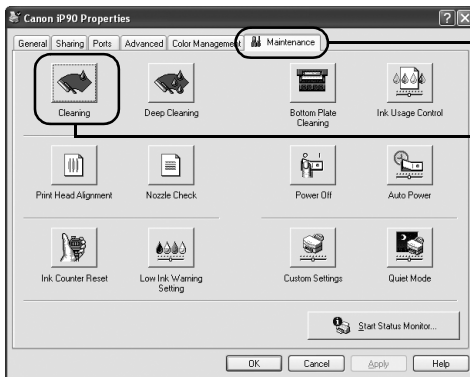 Canon iP90 Properties
General Sharing Ports Advanced Color Management Maintenance
Cleaning Deep Cleaning Bottom Plate Cleaning Ink Usage Control
Print Head Alignment Nozzle Check Power Off Auto Power
Ink Counter Reset Low Ink Warning Setting Custom Settings Quiet Mode
Start Status Monitor...
OK Cancel Apply Help